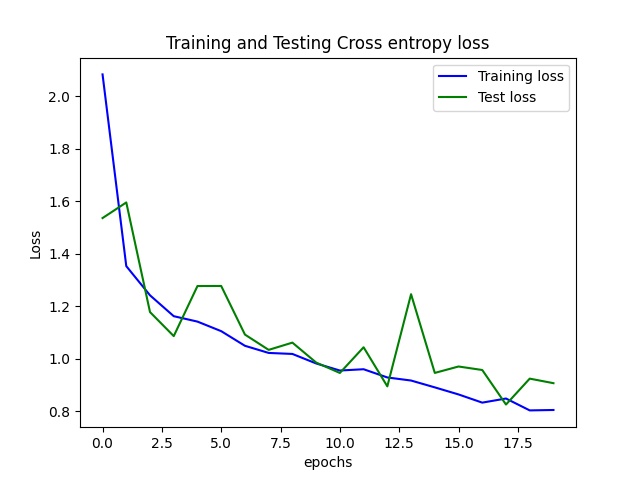 Training and Testing Cross entropy loss
Training loss
Test loss
2.0
1.8
1.6
1.4
1.2
1.0
0.8
Loss
0.0 2.5 5.0 7.5 10.0 12.5 15.0 17.5
epochs